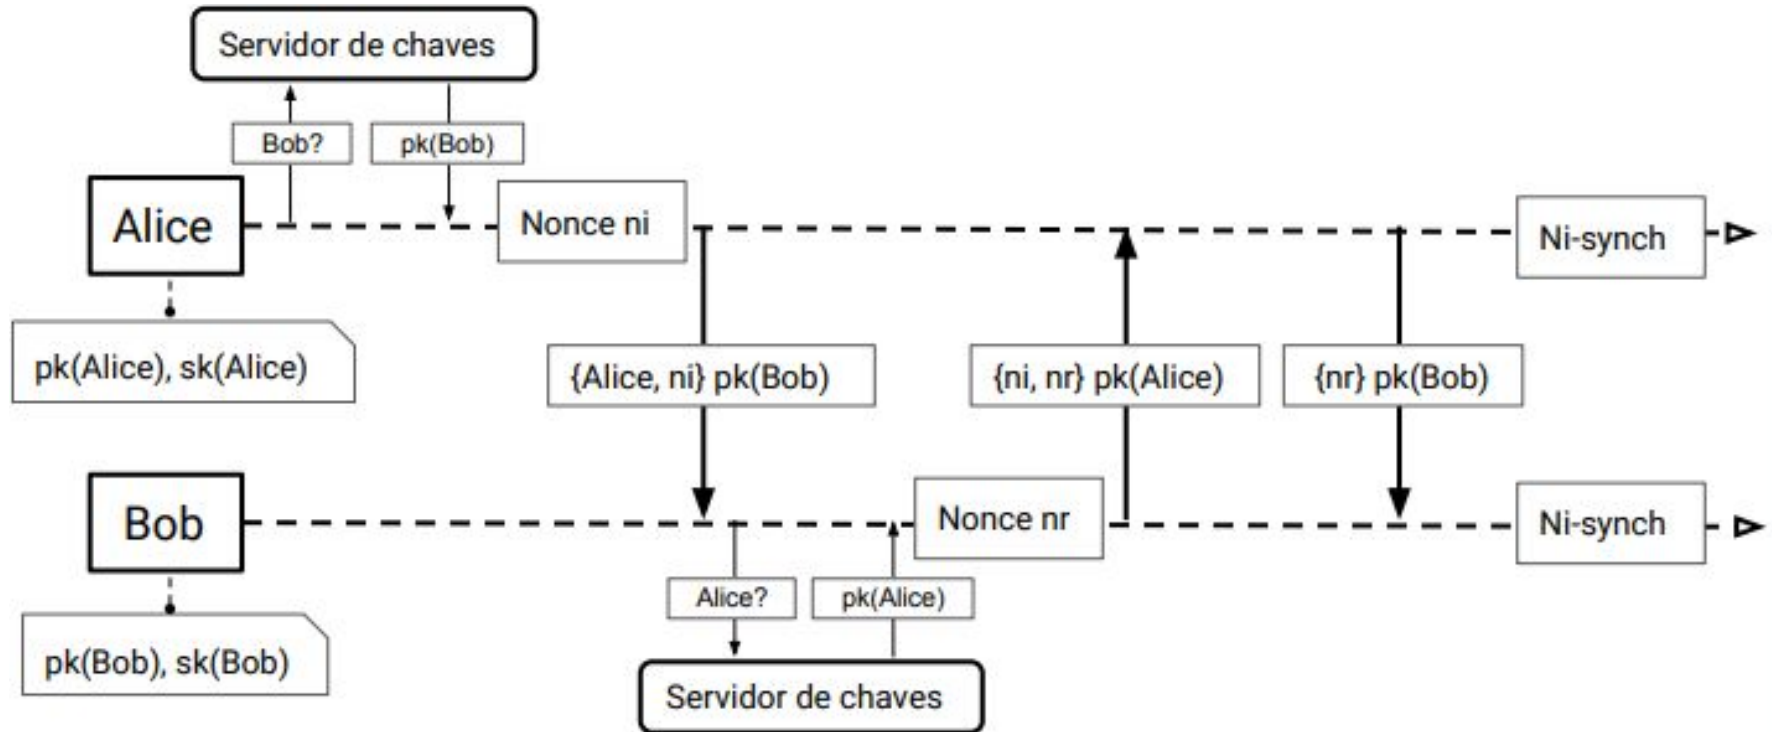 Servidor de chaves
Bob?
pk(Bob)
Alice
Nonce ni
Ni-synch
pk(Alice), sk(Alice)
{Alice, ni} pk(Bob)
{ni, nr} pk(Alice)
{nr} pk(Bob)
Bob
Nonce nr
Ni-synch
Alice?
pk(Alice)
pk(Bob), sk(Bob)
Servidor de chaves